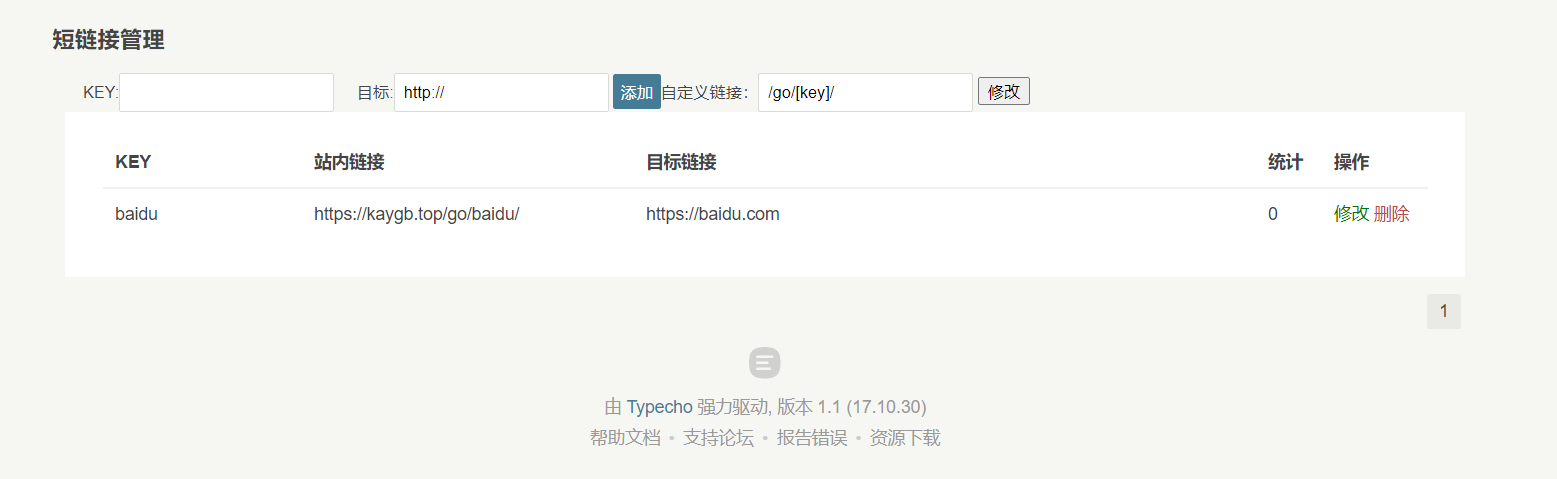 短链接管理
KEY: 目标: http:// 添加 自定义链接： /go/[key]/ 修改
KEY 站内链接 目标链接 统计 操作
baidu https://kaygb.top/go/baidu/ https://baidu.com 0 修改 删除
1
由 Typecho 强力驱动, 版本 1.1 (17.10.30)
帮助文档 • 支持论坛 • 报告错误 • 资源下载